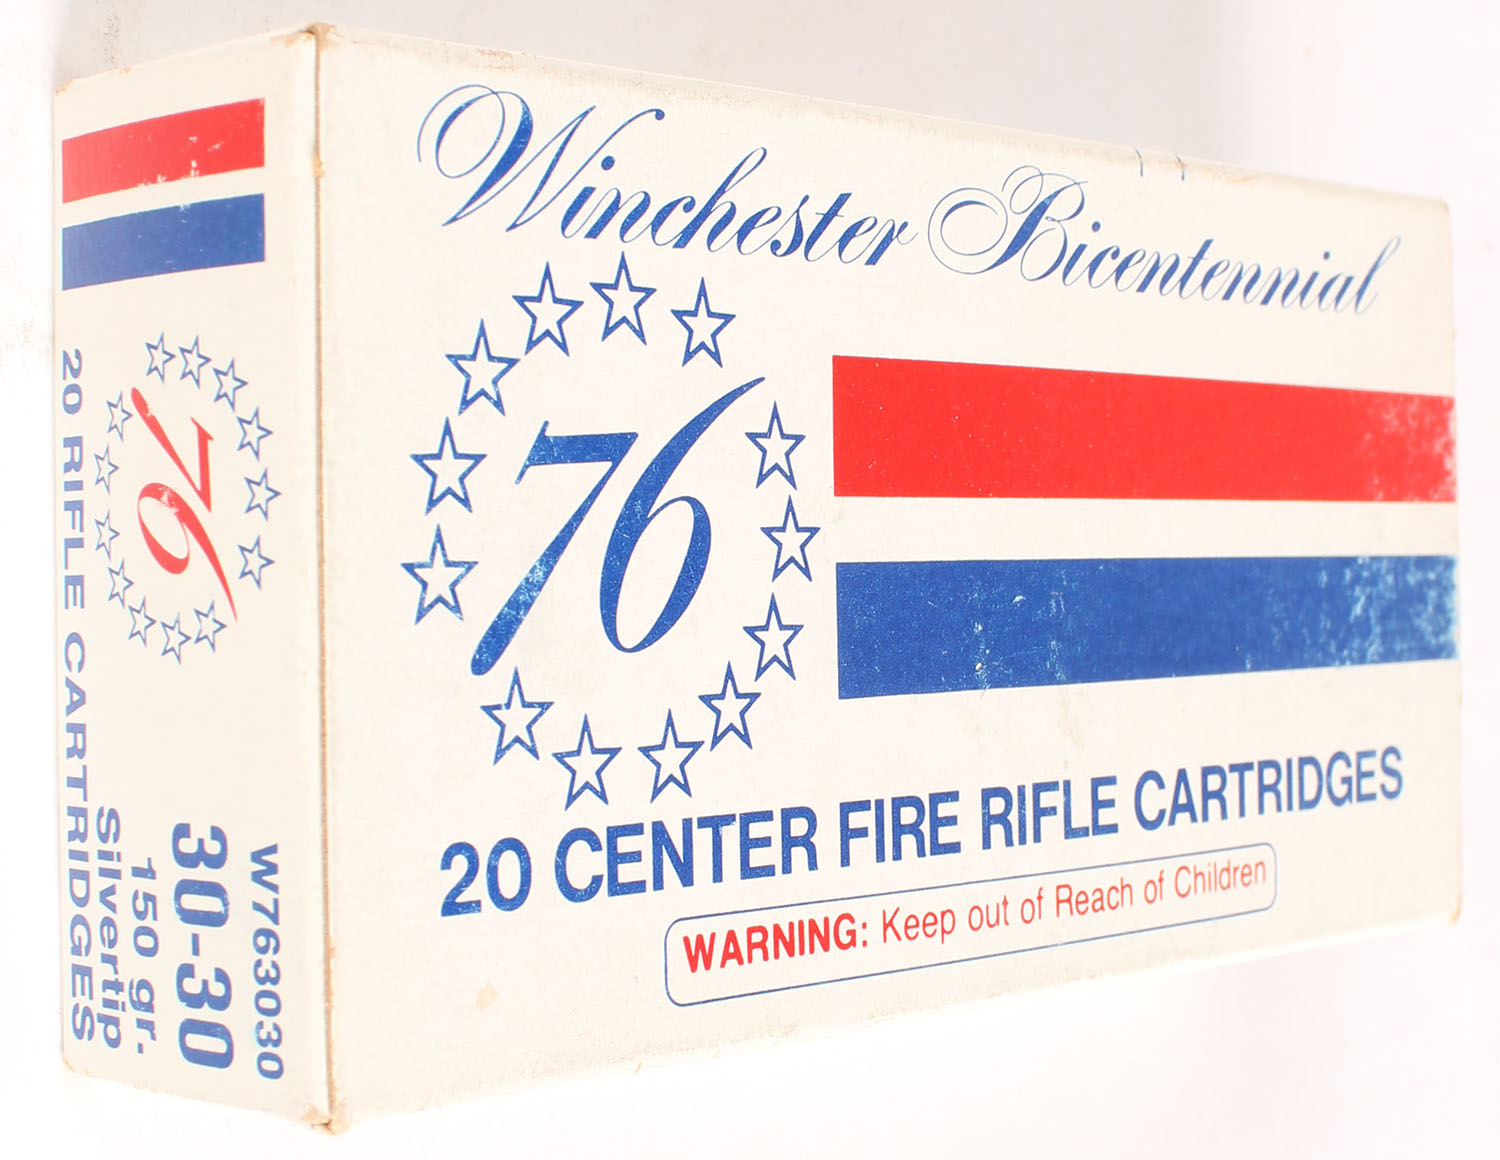 Winchester Bicentennial
76
20 CENTER FIRE RIFLE CARTRIDGES
WARNING: Keep out of Reach of Children
76
W763030
30-30
150 gr.
Silvertip
20 RIFLE CARTRIDGES